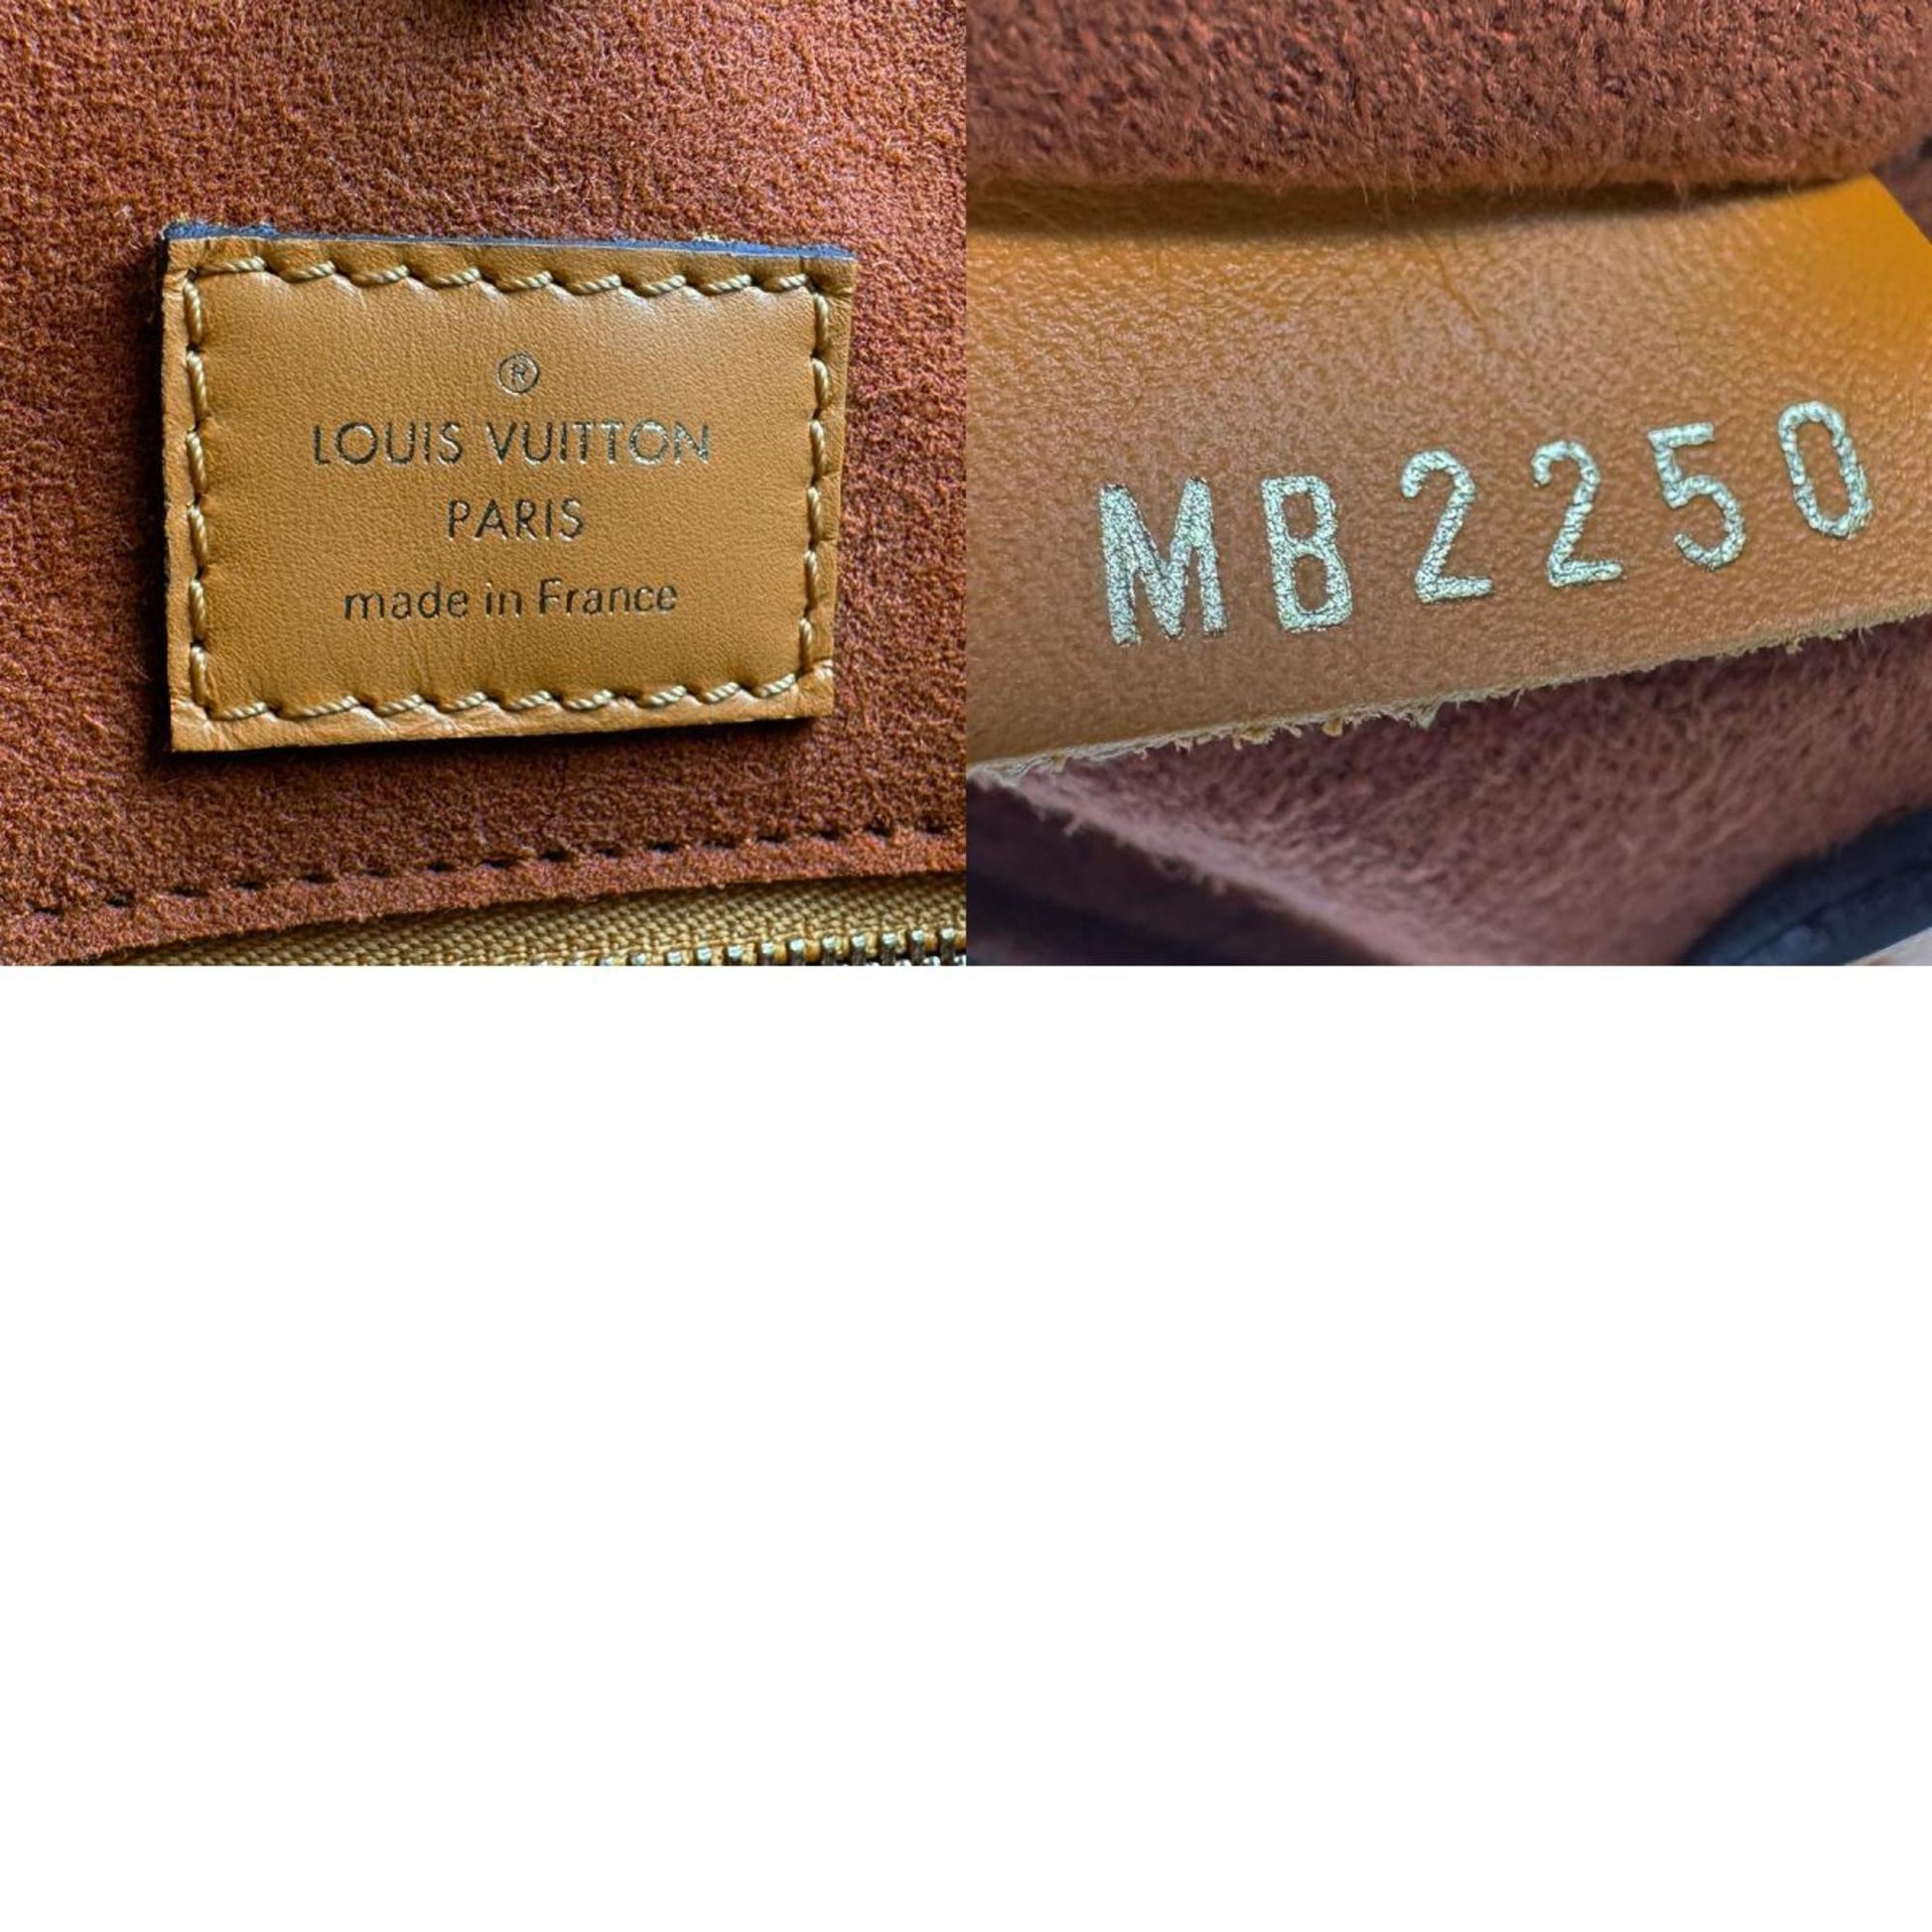 ®
LOUIS VUITTON
PARIS
made in France
MB2250